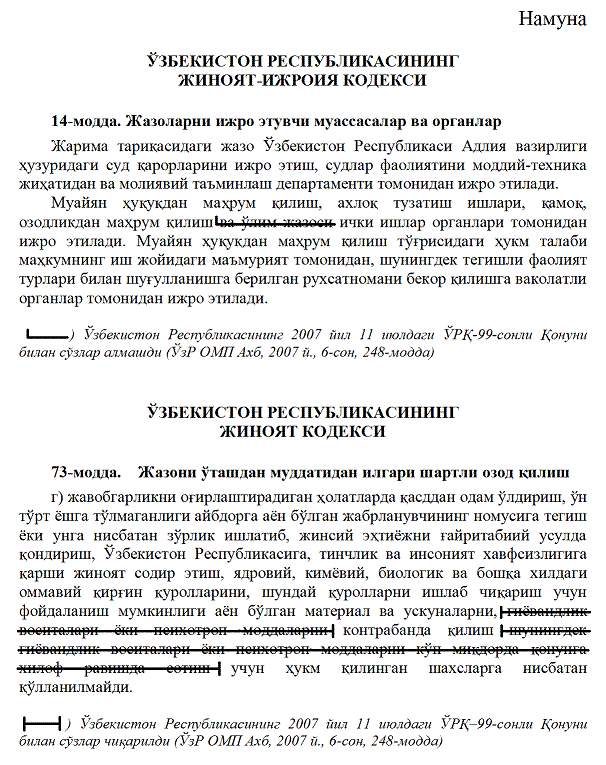 Намуна
ЎЗБЕКИСТОН РЕСПУБЛИКАСИНИНГ
ЖИНОЯТ-ИЖРОИЯ КОДЕКСИ
14-модда. Жазоларни ижро этувчи муассасалар ва органлар
Жарима тариқасидаги жазо Ўзбекистон Республикаси Адлия вазирлиги
ҳузуридаги суд қарорларини ижро этиш, судлар фаолиятини моддий-техника
жиҳатидан ва молиявий таъминлаш департаменти томонидан ижро этилади.
Муайян ҳуқуқдан маҳрум қилиш, ахлоқ тузатиш ишлари, қамоқ,
озодликдан маҳрум қилиш ва ўлим жазоси ички ишлар органлари томонидан
ижро этилади. Муайян ҳуқуқдан маҳрум қилиш тўғрисидаги ҳукм талаби
маҳкумнинг иш жойидаги маъмурият томонидан, шунингдек тегишли фаолият
турлари билан шуғулланишга берилган рухсатномани бекор қилишга ваколатли
органлар томонидан ижро этилади.
) Ўзбекистон Республикасининг 2007 йил 11 июлдаги ЎРҚ-99-сонли Қонуни
билан сўзлар алмашди (ЎзР ОМП Ахб, 2007 й., 6-сон, 248-модда)
ЎЗБЕКИСТОН РЕСПУБЛИКАСИНИНГ
ЖИНОЯТ КОДЕКСИ
73-модда. Жазони ўташдан муддатидан илгари шартли озод қилиш
г) жавобгарликни оғирлаштирадиган ҳолатларда қасддан одам ўлдириш, ўн
тўрт ёшга тўлмаганлиги айбдорга аён бўлган жабрланувчининг номусига тегиш
ёки унга нисбатан зўрлик ишлатиб, жинсий эҳтиёжни ғайритабиий усулда
қондириш, Ўзбекистон Республикасига, тинчлик ва инсоният хавфсизлигига
қарши жиноят содир этиш, ядровий, кимёвий, биологик ва бошқа хилдаги
оммавий қирғин қуролларини, шундай қуролларни ишлаб чиқариш учун
фойдаланиш мумкинлиги аён бўлган материал ва ускуналарни, гиёвандлик
воситалари ёки психотроп моддаларни контрабанда қилиш шунингдек
гиёвандлик воситалари ёки психотроп моддаларни кўп миқдорда қонунга
хилоф равишда сотиш учун ҳукм қилинган шахсларга нисбатан
қўлланилмайди.
) Ўзбекистон Республикасининг 2007 йил 11 июлдаги ЎРҚ–99-сонли Қонуни
билан сўзлар чиқарилди (ЎзР ОМП Ахб, 2007 й., 6-сон, 248-модда)